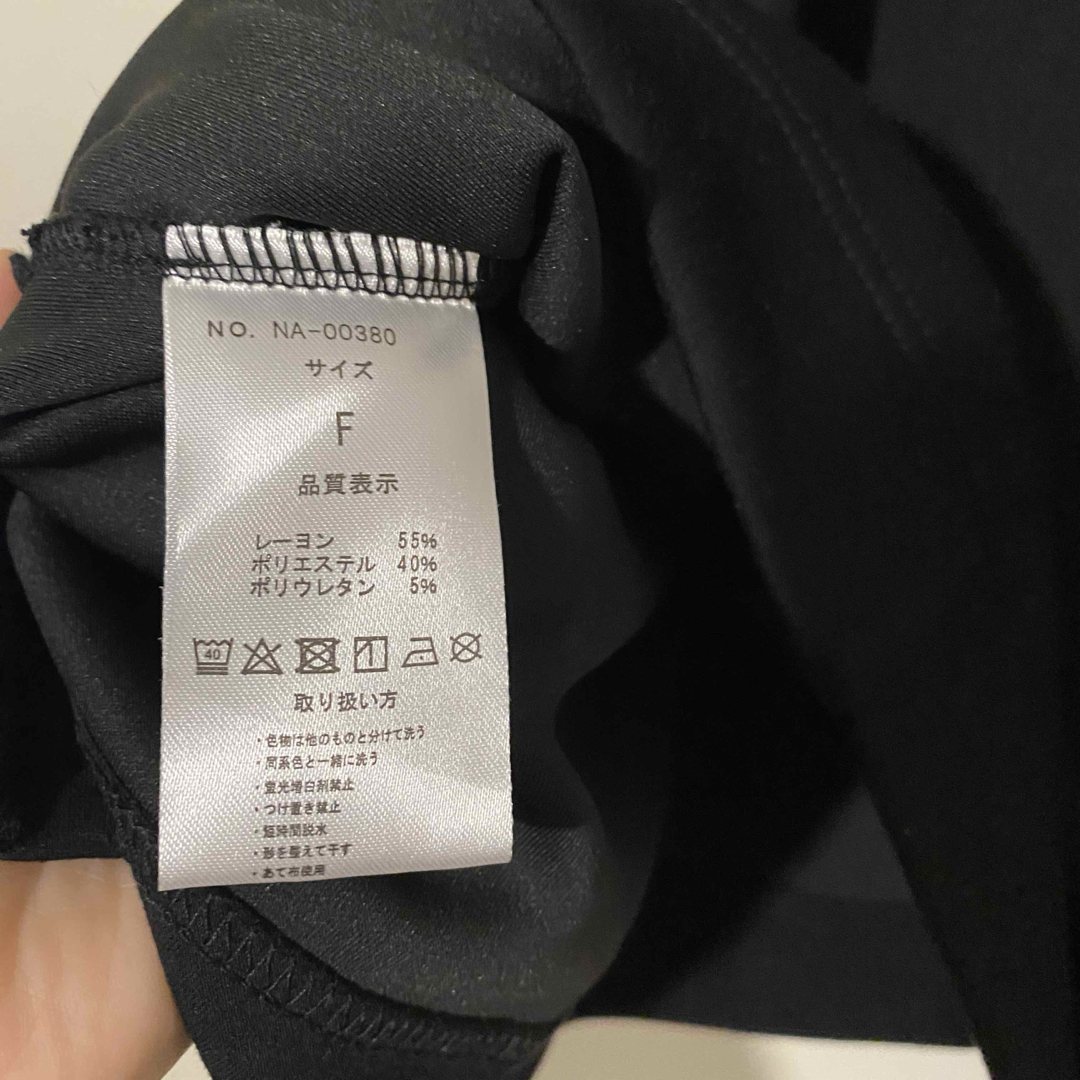 NO. NA-00380
サイズ
F
品質表示
レーヨン 55%
ポリエステル 40%
ポリウレタン 5%
40
取り扱い方
・色物は他のものと分けて洗う
・同系色と一緒に洗う
・蛍光増白剤禁止
・つけ置き禁止
・短時間脱水
・形を整えて干す
・あて布使用